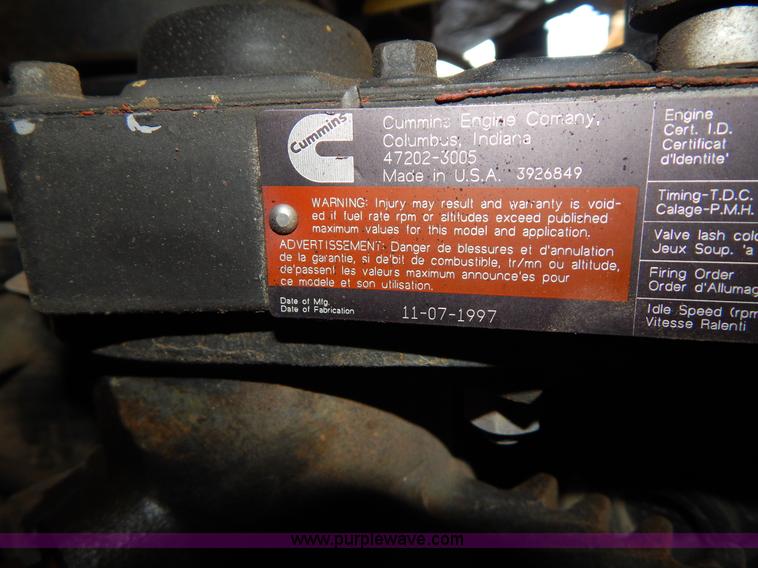 Cummins
Cummins Engine Comany,
Columbus, Indiana
47202-3005
Made in U.S.A. 3926849
WARNING: Injury may result and warranty is void-
ed if fuel rate rpm or altitudes exceed published
maximum values for this model and application.
ADVERTISSEMENT: Danger de blessures et d'annulation
de la garantie, si de'bit de combustible, tr/mn ou altitude,
de'passent les valeurs maximum announce'es pour
ce modele et son utilisation.
Date of Mfg.
Date of Fabrication
11-07-1997
Engine
Cert. I.D.
Certificat
d'Identite'
Timing-T.D.C.
Calage-P.M.H.
Valve lash
Jeux Soup. 'a
Firing Order
Order
Idle Speed
Vitesse Ralenti
www.purplewave.com